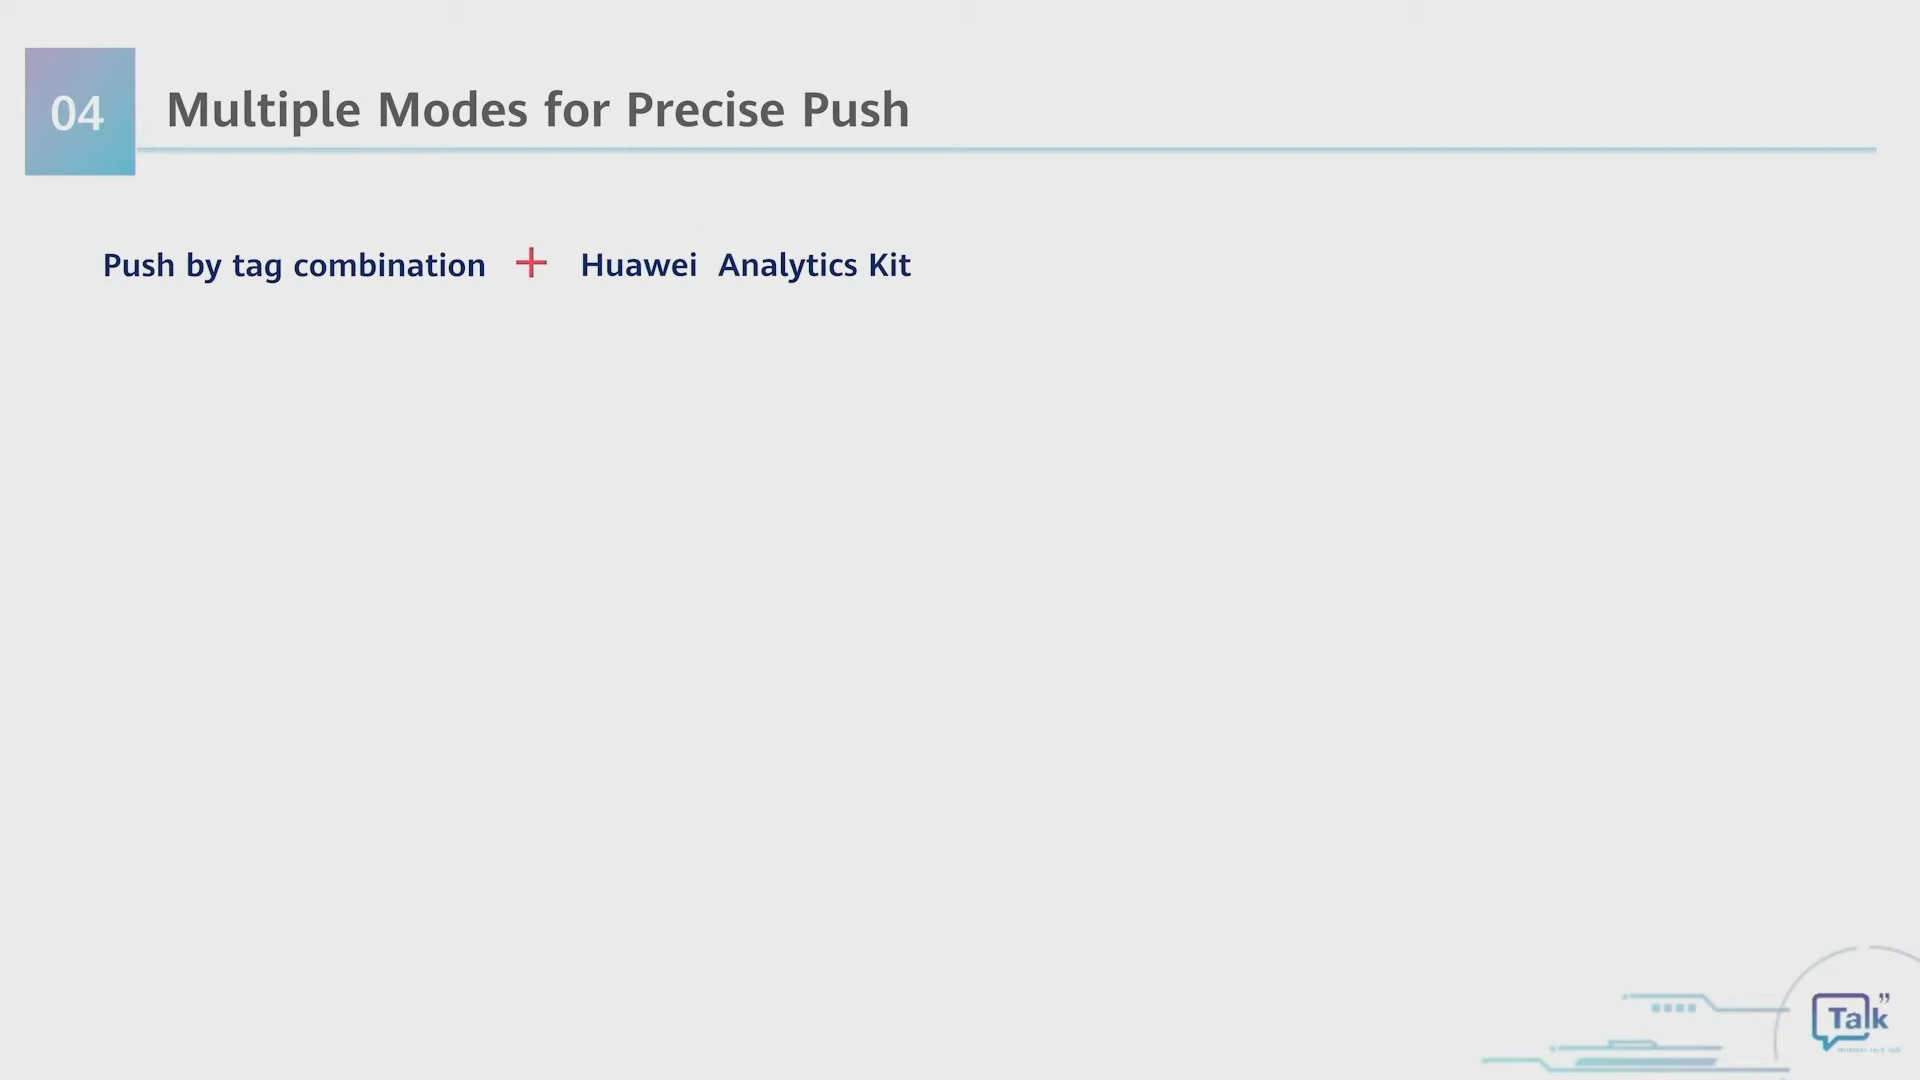 04
Multiple Modes for Precise Push
Push by tag combination + Huawei Analytics Kit
Talk”